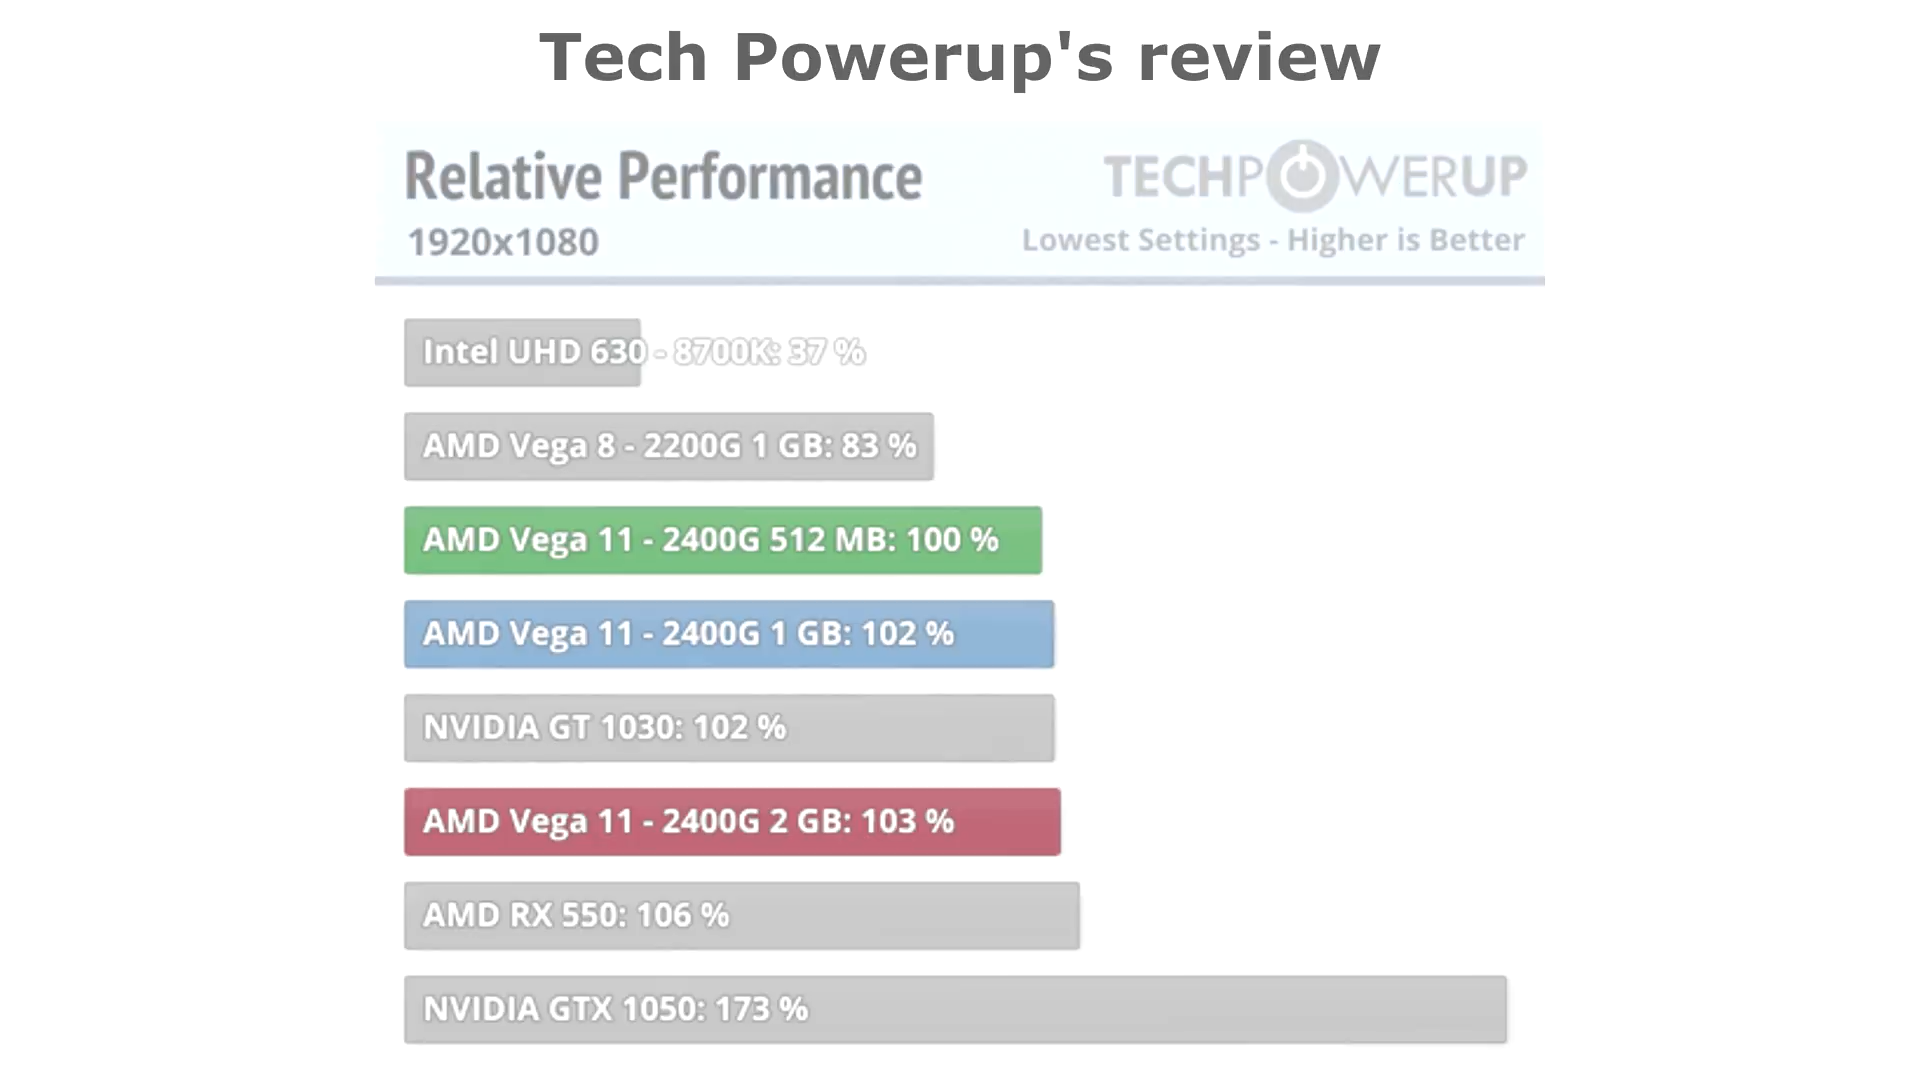 Tech Powerup's review
Relative Performance
TECHPOWERUP
1920x1080
Lowest Settings - Higher is Better
Intel UHD 630 - 8700K: 37 %
AMD Vega 8 - 2200G 1 GB: 83 %
AMD Vega 11 - 2400G 512 MB: 100 %
AMD Vega 11 - 2400G 1 GB: 102 %
NVIDIA GT 1030: 102 %
AMD Vega 11 - 2400G 2 GB: 103 %
AMD RX 550: 106 %
NVIDIA GTX 1050: 173 %